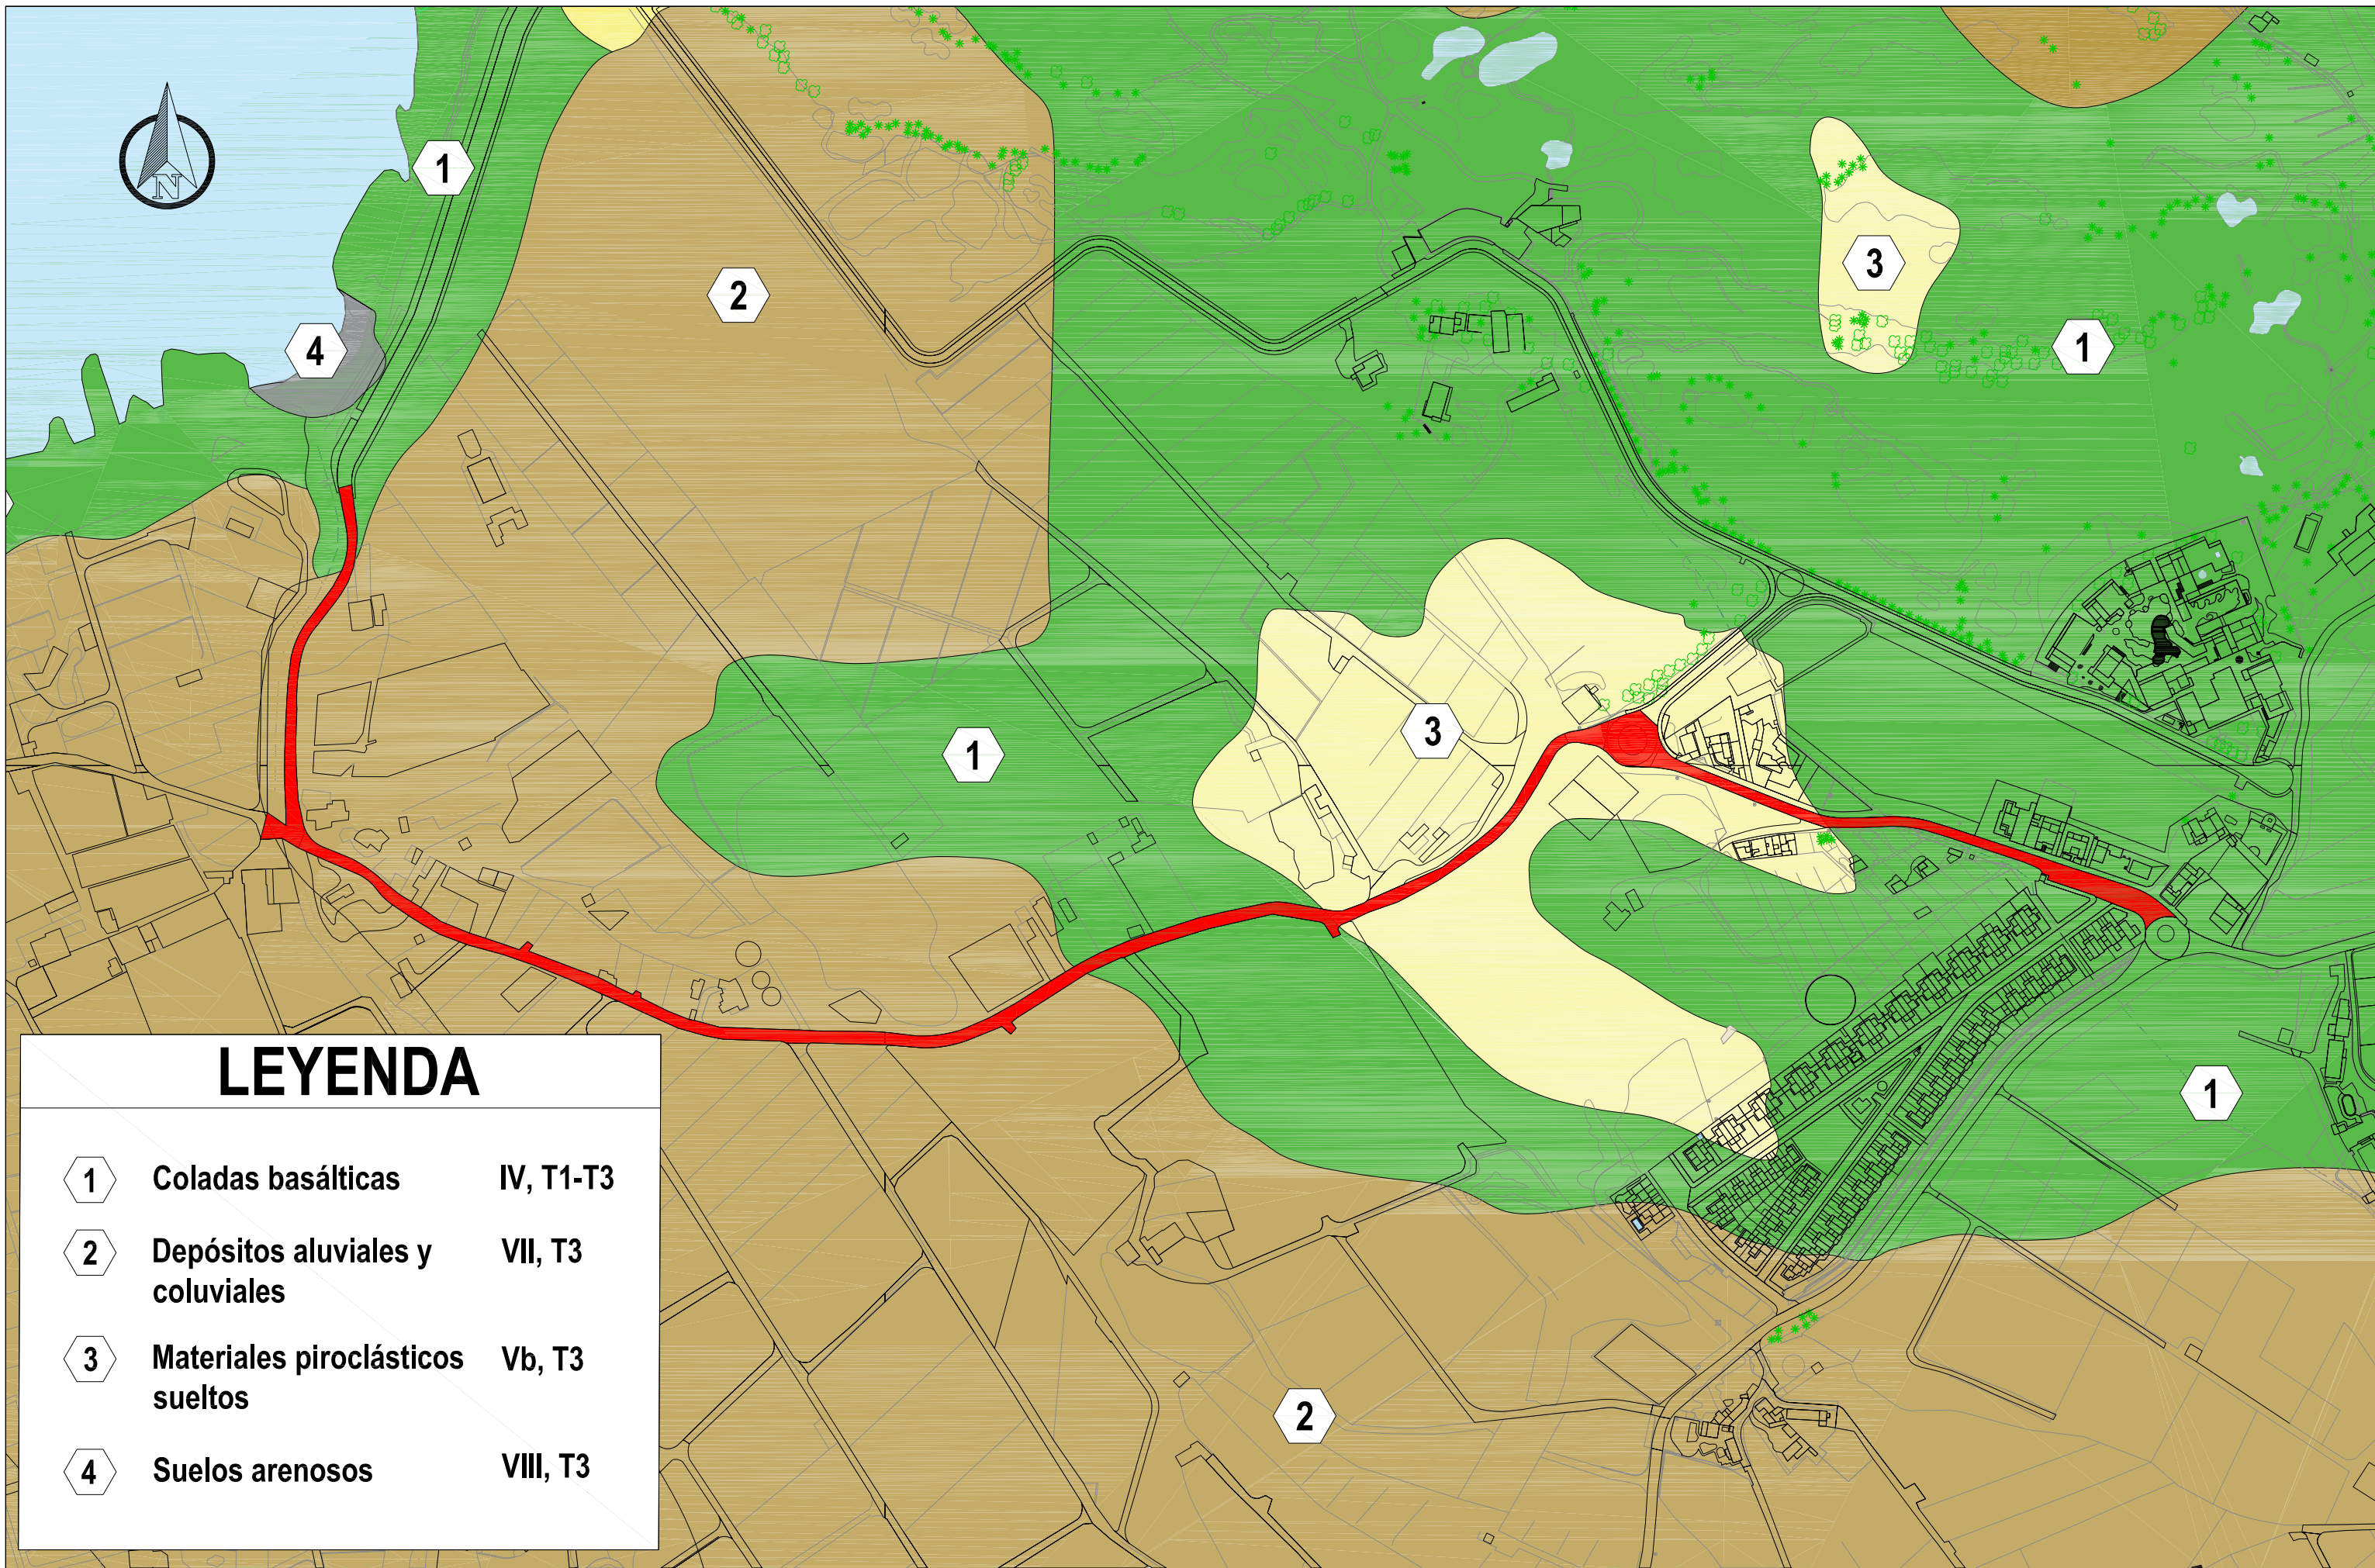 N
1
2
3
4
1
1
3
1
2
LEYENDA
1 Coladas basálticas IV, T1-T3
2 Depósitos aluviales y VII, T3
coluviales
3 Materiales piroclásticos Vb, T3
sueltos
4 Suelos arenosos VIII, T3